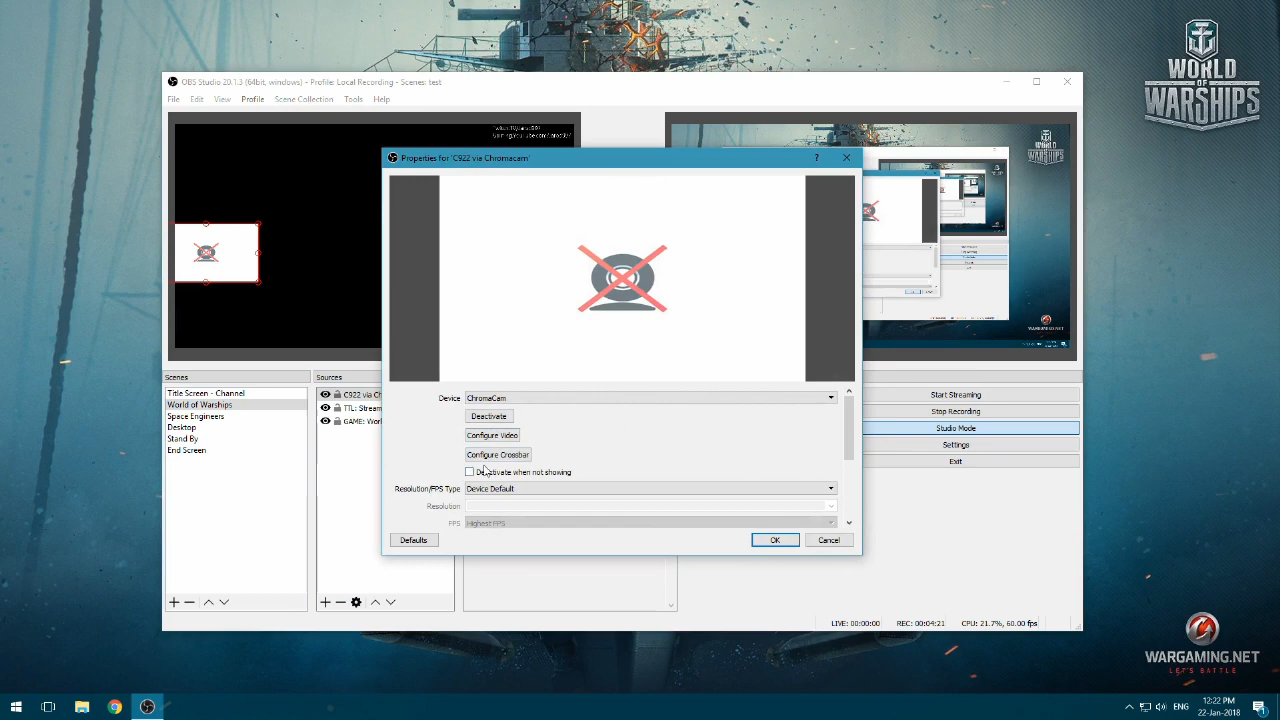 WORLD
OF
WARSHIPS
OBS Studio 20.1.3 (64bit, windows) - Profile: Local Recording - Scenes: test
File Edit View Profile Scene Collection Tools Help
Properties for 'C922 via Chromacam'
Scenes
Title Screen - Channel
World of Warships
Space Engineers
Desktop
Stand By
End Screen
Sources
C922 via Ch
TTL: Stream
GAME: Worl
Device ChromaCam
Deactivate
Configure Video
Configure Crossbar
Deactivate when not showing
Resolution/FPS Type Device Default
Resolution
FPS Highest FPS
Defaults OK Cancel
Start Streaming
Stop Recording
Studio Mode
Settings
Exit
LIVE: 00:00:00 REC: 00:04:21 CPU: 21.7%, 60.00 fps
WARGAMING.NET
LET'S BATTLE
WARGAMING.NET
ENG
12:22 PM
22-Jan-2018
1